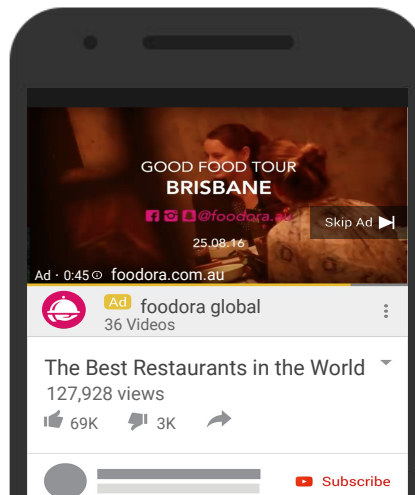 GOOD FOOD TOUR
BRISBANE
@foodora.au
Skip Ad
25.08.16
Ad · 0:45 foodora.com.au
Ad foodora global
36 Videos
The Best Restaurants in the World
127,928 views
69K 3K
Subscribe